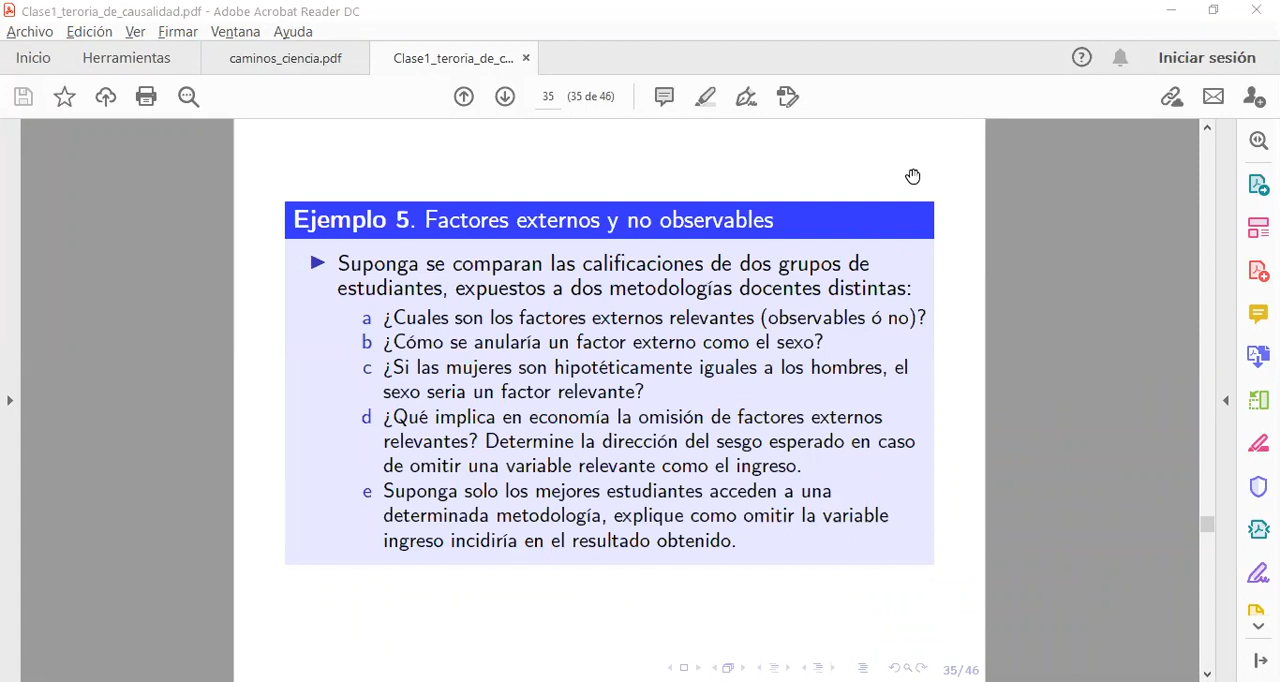 Clase1_teroria_de_causalidad.pdf - Adobe Acrobat Reader DC
Archivo Edición Ver Firmar Ventana Ayuda
Inicio Herramientas caminos_ciencia.pdf Clase1_teroria_de_c... × Iniciar sesión
35 (35 de 46)
Ejemplo 5. Factores externos y no observables
Suponga se comparan las calificaciones de dos grupos de
estudiantes, expuestos a dos metodologías docentes distintas:
a ¿Cuales son los factores externos relevantes (observables ó no)?
b ¿Cómo se anularía un factor externo como el sexo?
c ¿Si las mujeres son hipotéticamente iguales a los hombres, el
sexo seria un factor relevante?
d ¿Qué implica en economía la omisión de factores externos
relevantes? Determine la dirección del sesgo esperado en caso
de omitir una variable relevante como el ingreso.
e Suponga solo los mejores estudiantes acceden a una
determinada metodología, explique como omitir la variable
ingreso incidiría en el resultado obtenido.
35/46